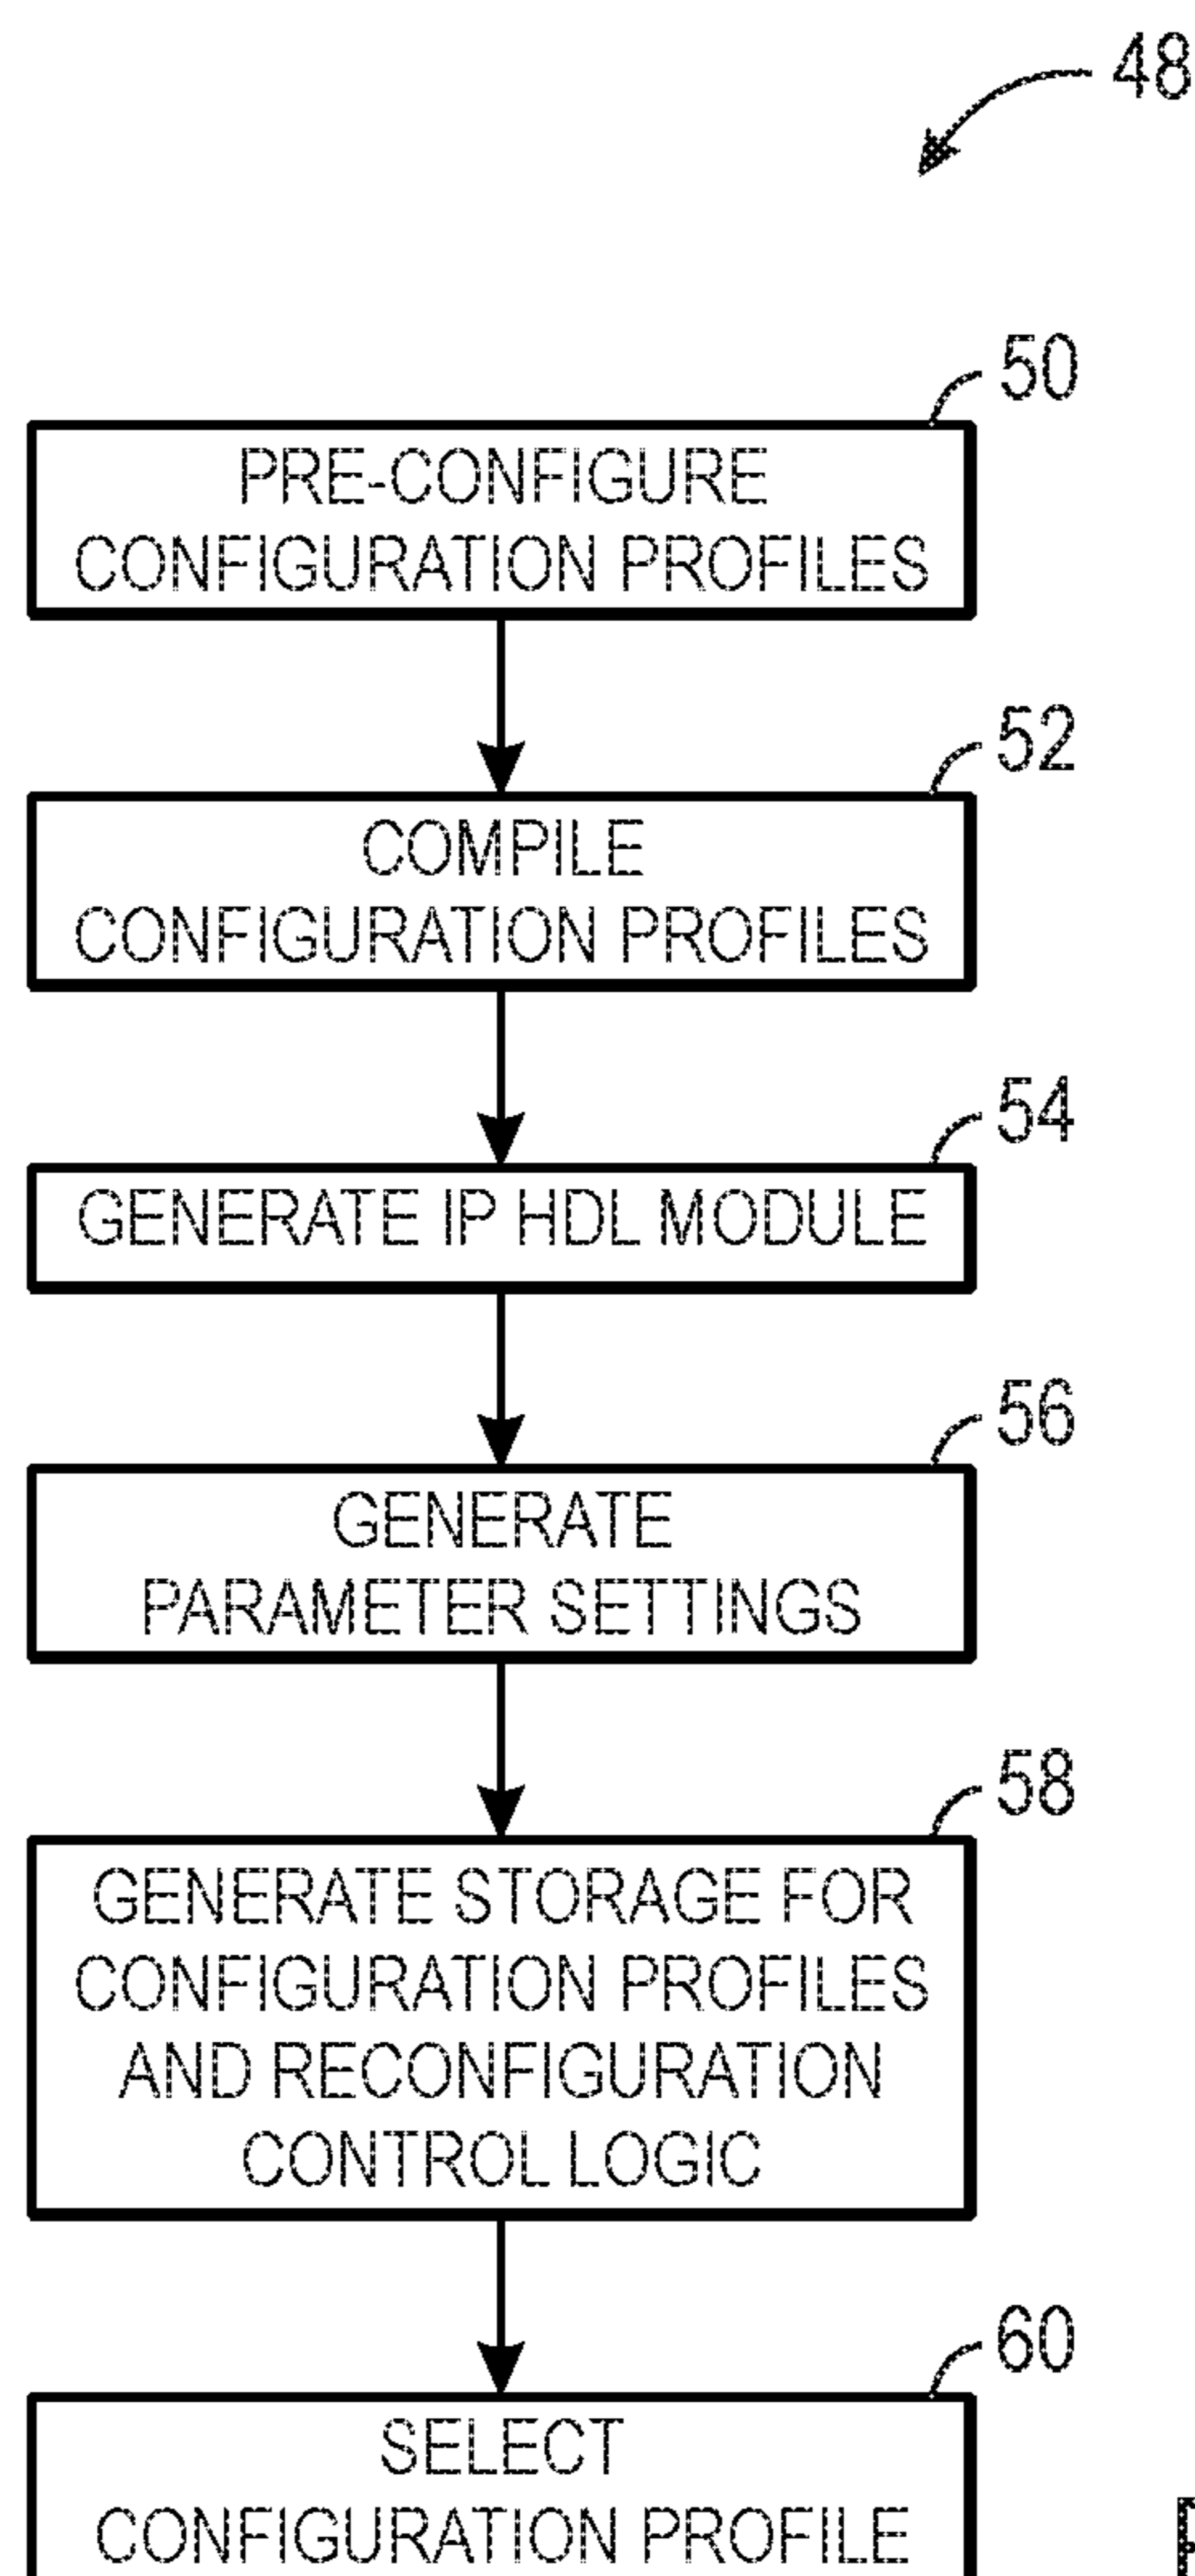 48
50
PRE-CONFIGURE
CONFIGURATION PROFILES
52
COMPILE
CONFIGURATION PROFILES
54
GENERATE IP HDL MODULE
56
GENERATE
PARAMETER SETTINGS
58
GENERATE STORAGE FOR
CONFIGURATION PROFILES
AND RECONFIGURATION
CONTROL LOGIC
60
SELECT
CONFIGURATION PROFILE